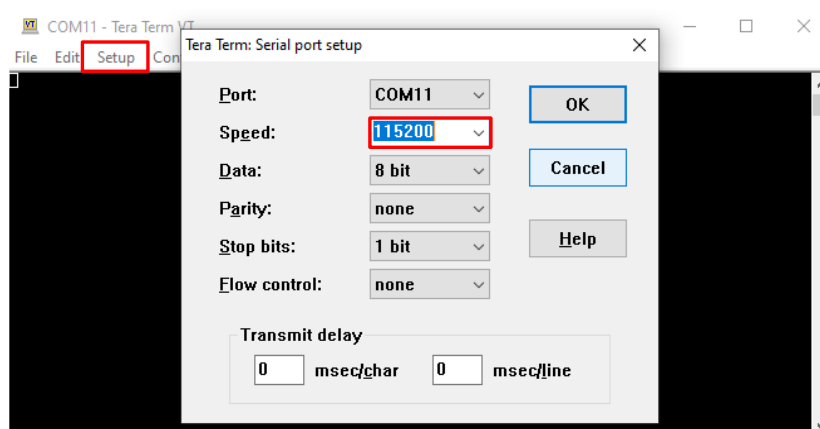 COM11 - Tera Term VT
File Edit Setup Con
Tera Term: Serial port setup
Port: COM11
OK
Speed: 115200
Data: 8 bit
Cancel
Parity: none
Stop bits: 1 bit
Help
Flow control: none
Transmit delay
0 msec/char 0 msec/line